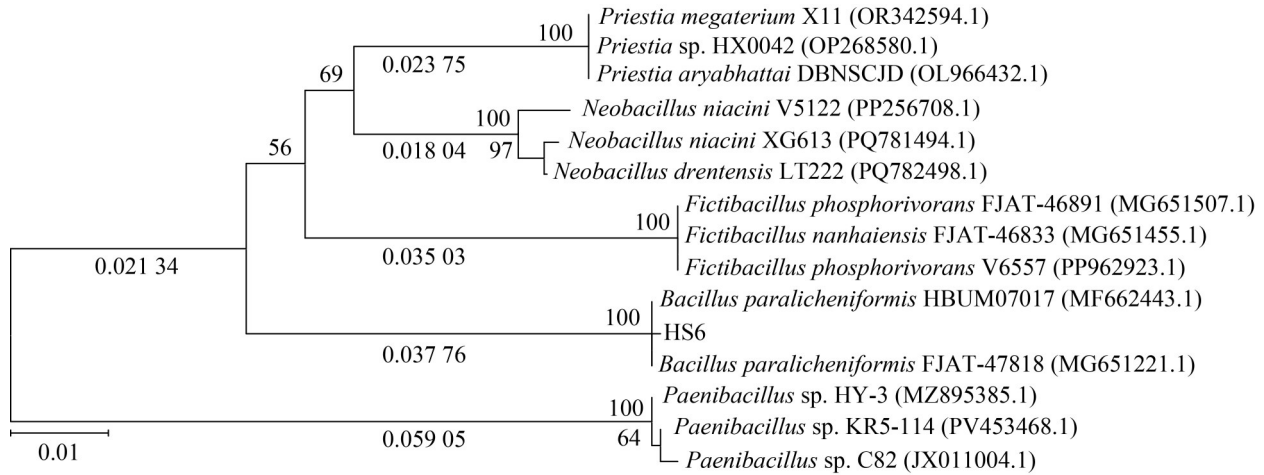 Priestia megaterium X11 (OR342594.1)
100
Priestia sp. HX0042 (OP268580.1)
0.023 75
69
Priestia aryabhattai DBNSCJD (OL966432.1)
Neobacillus niacini V5122 (PP256708.1)
100
Neobacillus niacini XG613 (PQ781494.1)
56
0.018 04
97
Neobacillus drentensis LT222 (PQ782498.1)
Fictibacillus phosphorivorans FJAT-46891 (MG651507.1)
100
Fictibacillus nanhaiensis FJAT-46833 (MG651455.1)
0.035 03
0.021 34
Fictibacillus phosphorivorans V6557 (PP962923.1)
Bacillus paralicheniformis HBUM07017 (MF662443.1)
100
HS6
0.037 76
Bacillus paralicheniformis FJAT-47818 (MG651221.1)
Paenibacillus sp. HY-3 (MZ895385.1)
100
Paenibacillus sp. KR5-114 (PV453468.1)
0.059 05
64
0.01
Paenibacillus sp. C82 (JX011004.1)